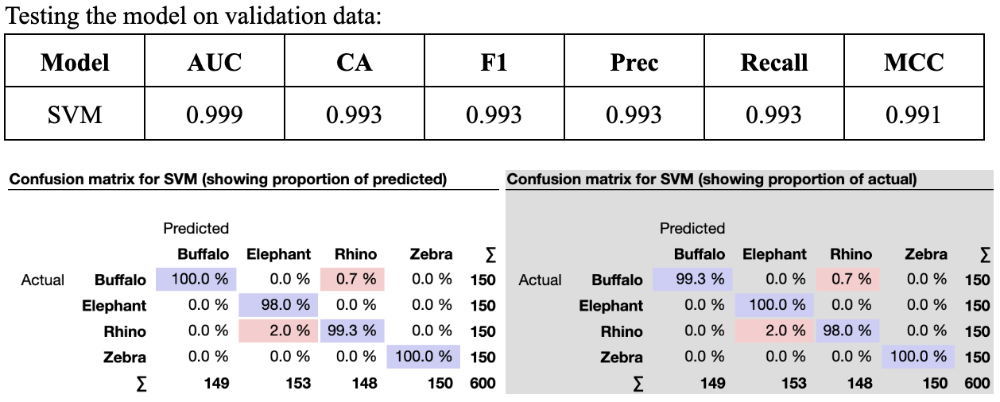 Testing the model on validation data:
Model AUC CA F1 Prec Recall MCC
SVM 0.999 0.993 0.993 0.993 0.993 0.991
Confusion matrix for SVM (showing proportion of predicted)
Predicted
Buffalo Elephant Rhino Zebra Σ
Actual Buffalo 100.0 % 0.0 % 0.7 % 0.0 % 150
Elephant 0.0 % 98.0 % 0.0 % 0.0 % 150
Rhino 0.0 % 2.0 % 99.3 % 0.0 % 150
Zebra 0.0 % 0.0 % 0.0 % 100.0 % 150
Σ 149 153 148 150 600
Confusion matrix for SVM (showing proportion of actual)
Predicted
Buffalo Elephant Rhino Zebra Σ
Actual Buffalo 99.3 % 0.0 % 0.7 % 0.0 % 150
Elephant 0.0 % 100.0 % 0.0 % 0.0 % 150
Rhino 0.0 % 2.0 % 98.0 % 0.0 % 150
Zebra 0.0 % 0.0 % 0.0 % 100.0 % 150
Σ 149 153 148 150 600